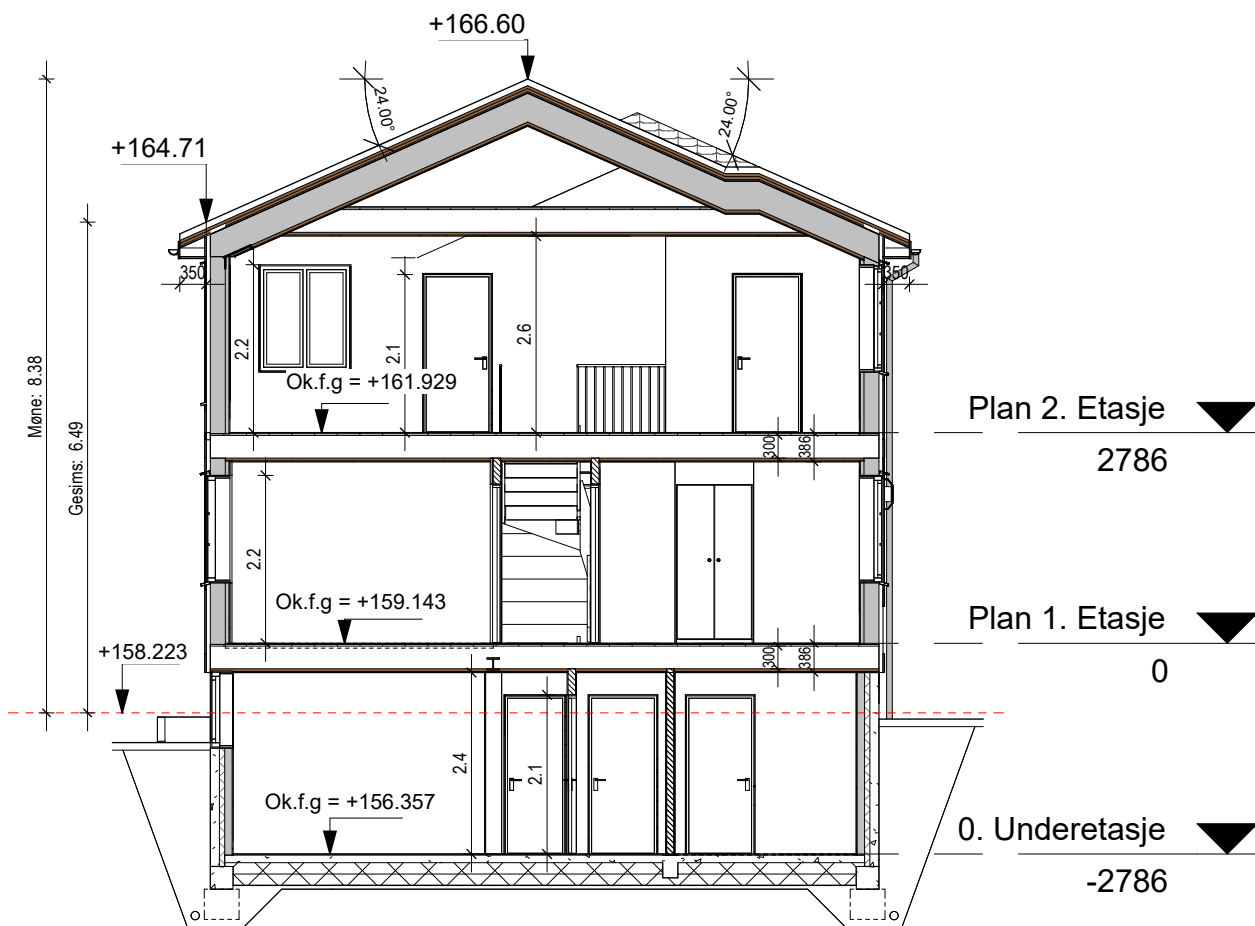 +166.60
24.00°
24.00°
+164.71
350
350
Møne: 8.38
Gesims: 6.49
2.2
2.1
2.6
Ok.f.g = +161.929
Plan 2. Etasje
2786
300
386
2.2
Ok.f.g = +159.143
Plan 1. Etasje
0
+158.223
300
386
2.4
2.1
Ok.f.g = +156.357
0. Underetasje
-2786